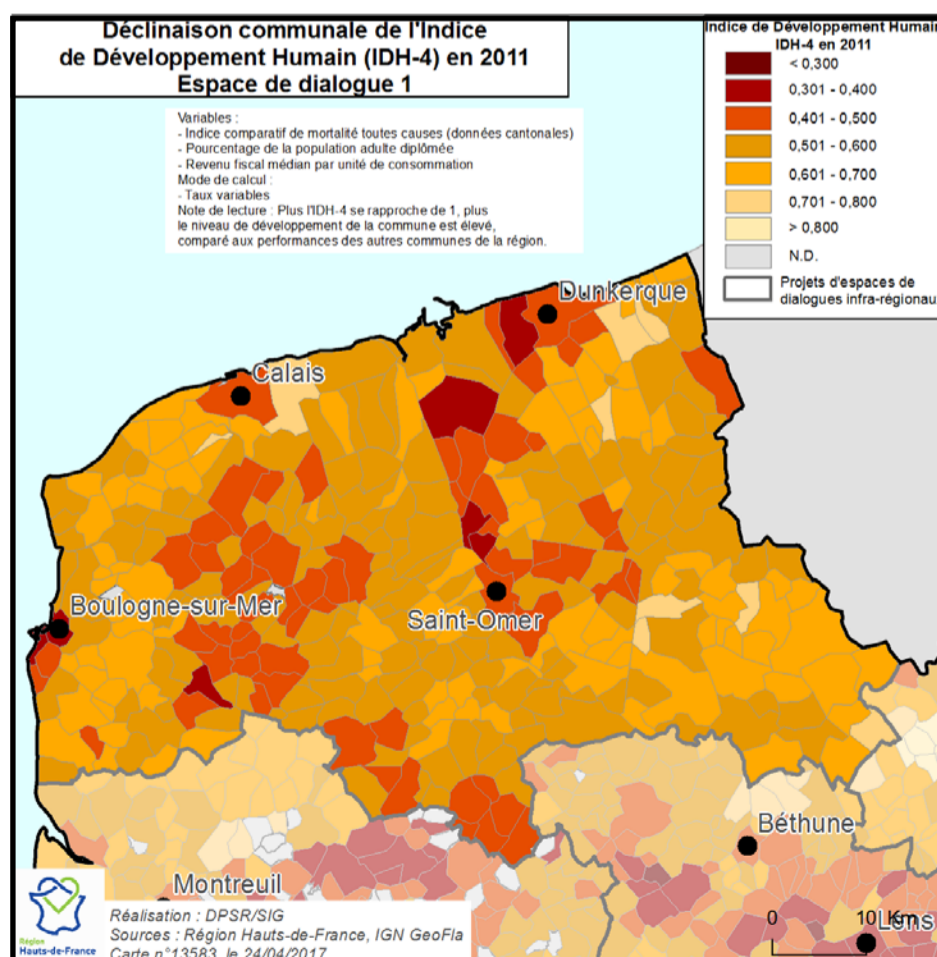 Déclinaison communale de l'Indice
de Développement Humain (IDH-4) en 2011
Espace de dialogue 1
Indice de Développement Humain
IDH-4 en 2011
< 0,300
0,301 - 0,400
0,401 - 0,500
0,501 - 0,600
0,601 - 0,700
0,701 - 0,800
> 0,800
N.D.
Projets d'espaces de
dialogues infra-régionaux
Variables :
- Indice comparatif de mortalité toutes causes (données cantonales)
- Pourcentage de la population adulte diplômée
- Revenu fiscal médian par unité de consommation
Mode de calcul :
- Taux variables
Note de lecture : Plus l'IDH-4 se rapproche de 1, plus
le niveau de développement de la commune est élevé,
comparé aux performances des autres communes de la région.
Dunkerque
Calais
Boulogne-sur-Mer
Saint-Omer
Béthune
Montreuil
Lens
0 10 Km
Région
Hauts-de-France
Réalisation : DPSR/SIG
Sources : Région Hauts-de-France, IGN GeoFla
Carte n°13583, le 24/04/2017